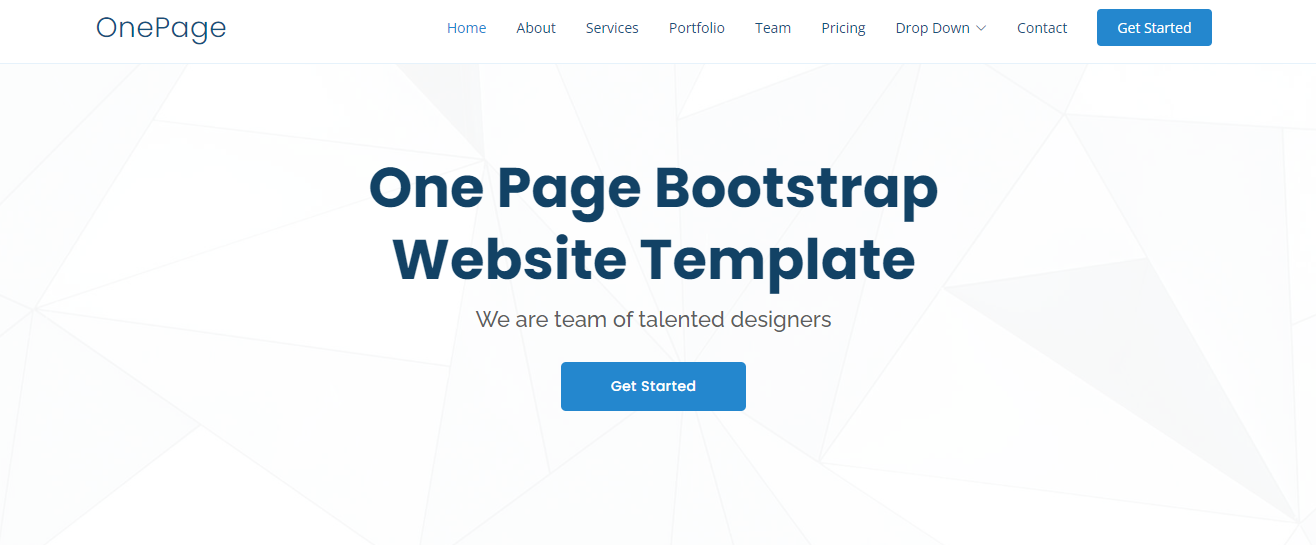 OnePage
Home About Services Portfolio Team Pricing Drop Down Contact Get Started
One Page Bootstrap
Website Template
We are team of talented designers
Get Started